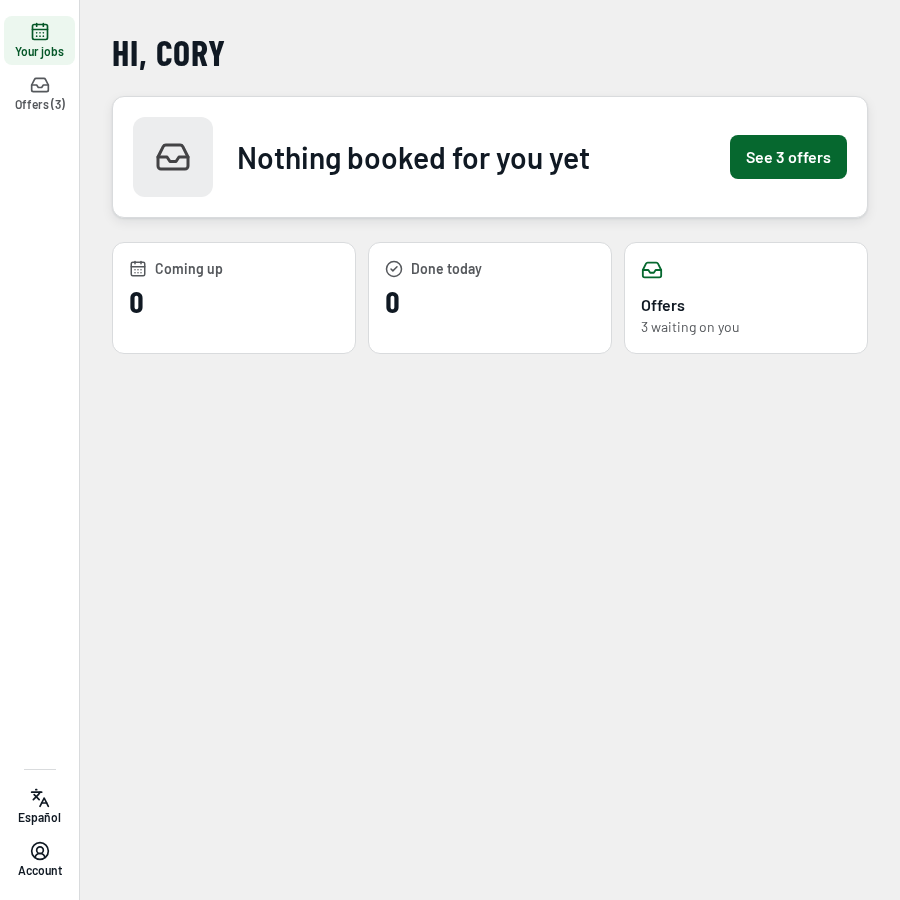 Your jobs
Offers (3)
Español
Account
HI, CORY
Nothing booked for you yet
See 3 offers
Coming up
0
Done today
0
Offers
3 waiting on you